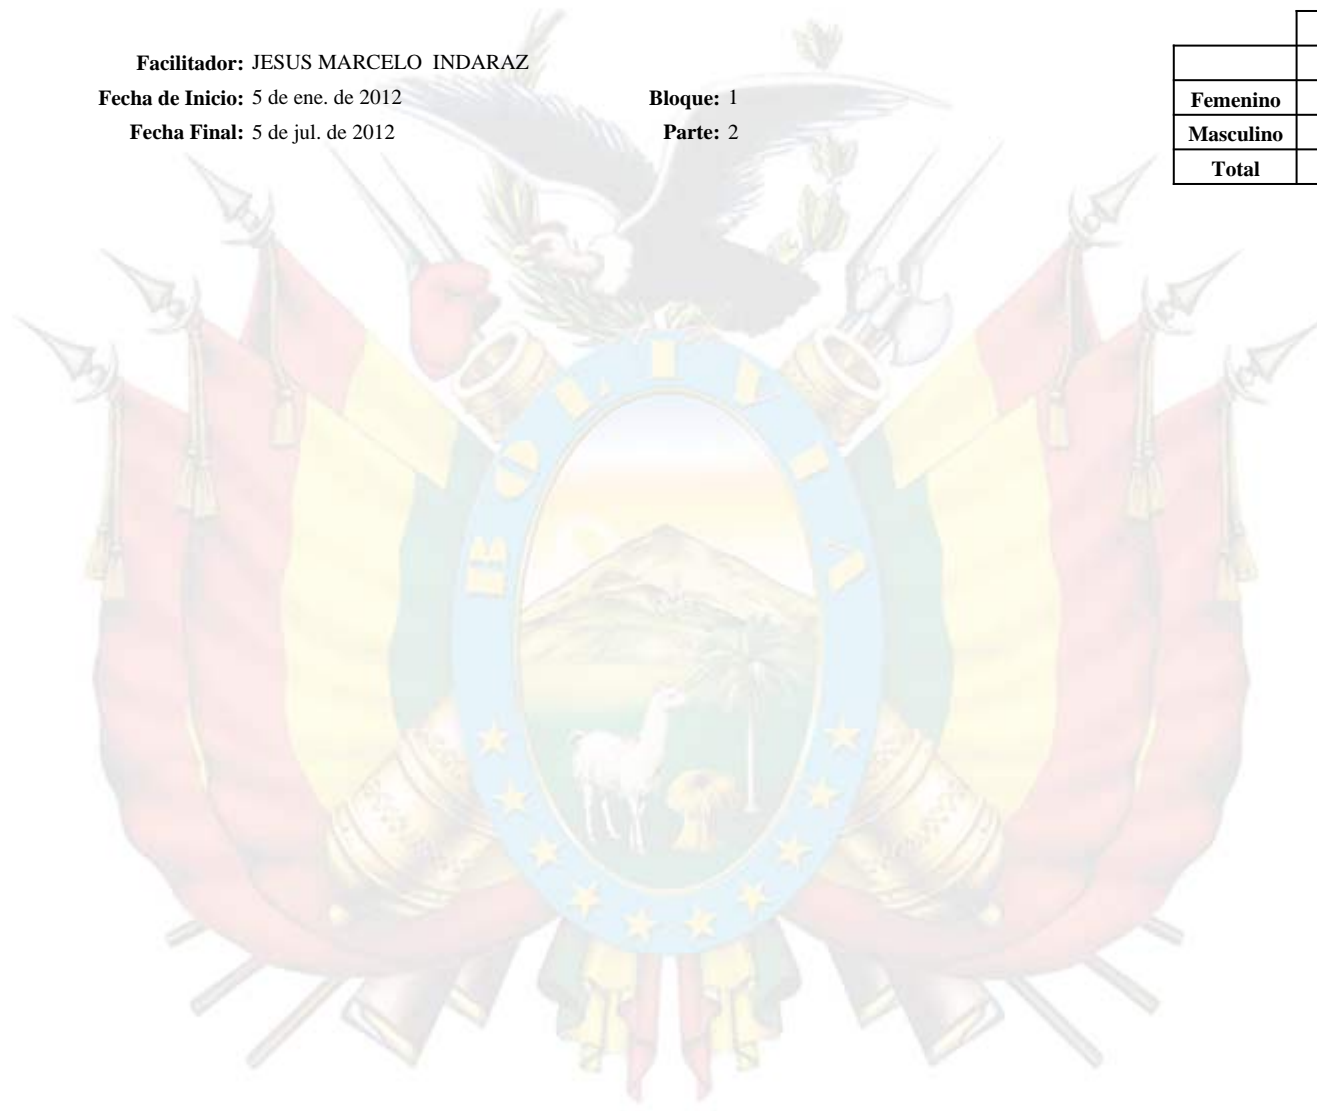 Facilitador: JESUS MARCELO INDARAZ
Fecha de Inicio: 5 de ene. de 2012 Bloque: 1
Fecha Final: 5 de jul. de 2012 Parte: 2
Femenino
Masculino
Total
BOLIVIA